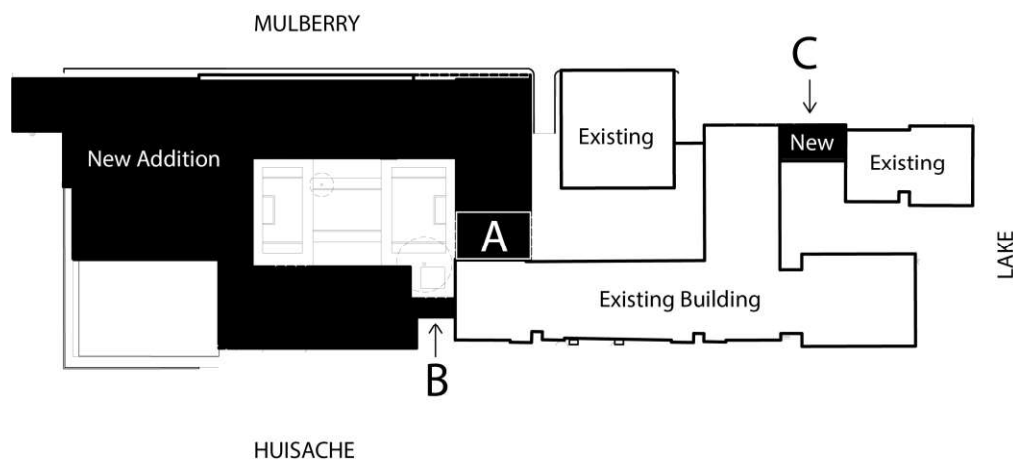 MULBERRY
C
New
Existing
Existing
New Addition
A
LAKE
Existing Building
B
HUISACHE